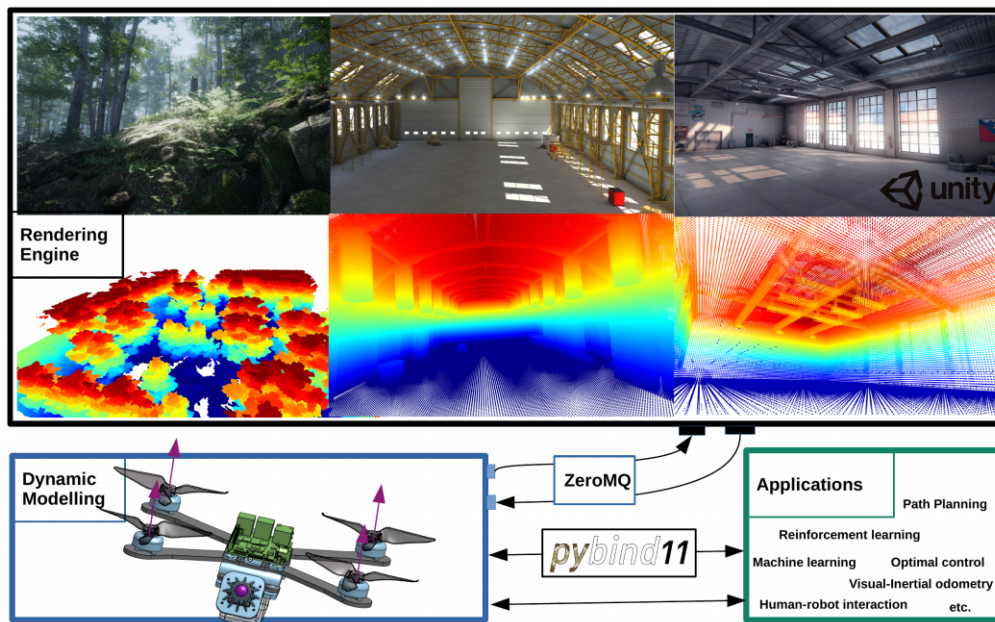 unity
Rendering
Engine
Dynamic
Modelling
ZeroMQ
pybind11
Applications
Path Planning
Reinforcement learning
Machine learning
Optimal control
Visual-Inertial odometry
Human-robot interaction
etc.